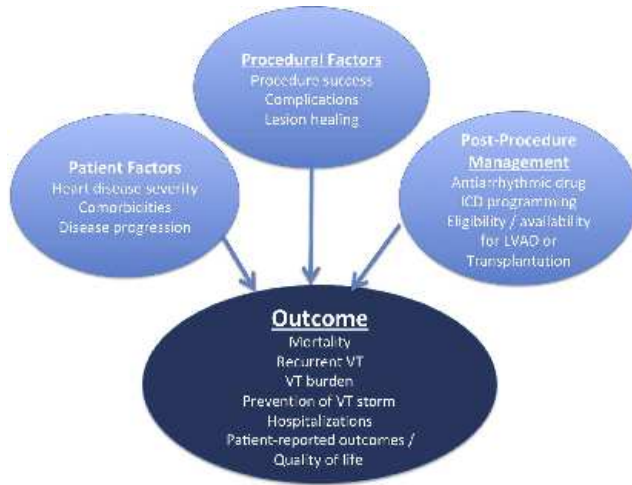 Procedural Factors
Procedure success
Complications
Lesion healing
Patient Factors
Heart disease severity
Comorbidities
Disease progression
Post-Procedure
Management
Antiarrhythmic drug
ICD programming
Eligibility / availability
for LVAD or
Transplantation
Outcome
Mortality
Recurrent VT
VT burden
Prevention of VT storm
Hospitalizations
Patient-reported outcomes /
Quality of life